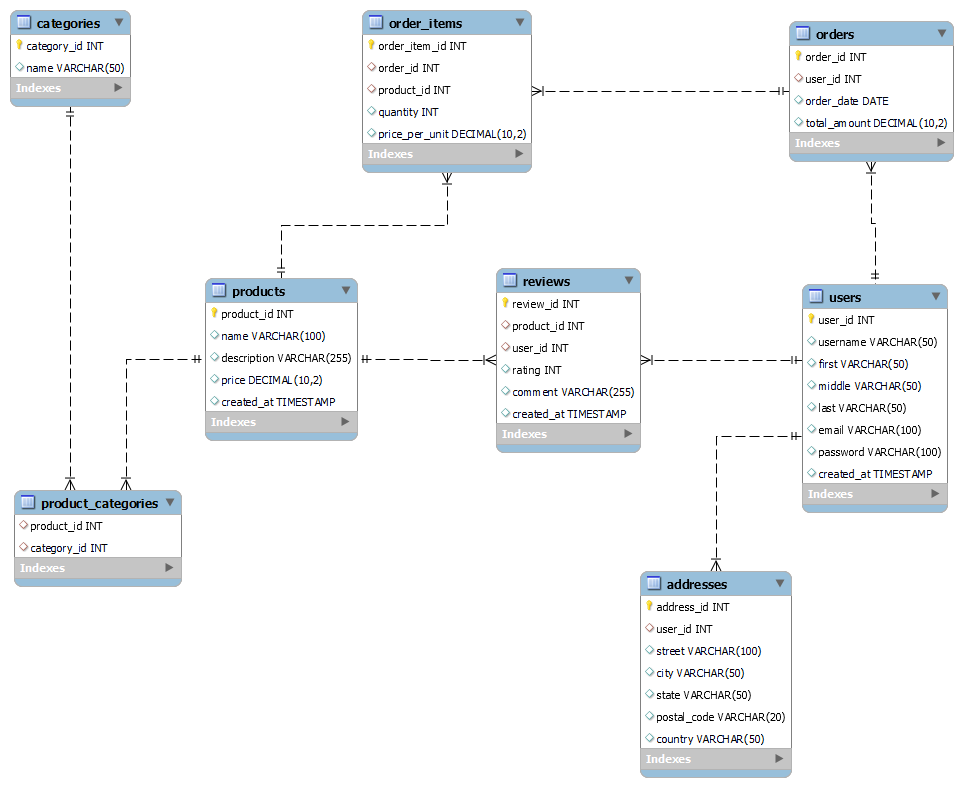 categories
category_id INT
name VARCHAR(50)
Indexes
order_items
order_item_id INT
order_id INT
product_id INT
quantity INT
price_per_unit DECIMAL(10,2)
Indexes
orders
order_id INT
user_id INT
order_date DATE
total_amount DECIMAL(10,2)
Indexes
products
product_id INT
name VARCHAR(100)
description VARCHAR(255)
price DECIMAL(10,2)
created_at TIMESTAMP
Indexes
reviews
review_id INT
product_id INT
user_id INT
rating INT
comment VARCHAR(255)
created_at TIMESTAMP
Indexes
users
user_id INT
username VARCHAR(50)
first VARCHAR(50)
middle VARCHAR(50)
last VARCHAR(50)
email VARCHAR(100)
password VARCHAR(100)
created_at TIMESTAMP
Indexes
product_categories
product_id INT
category_id INT
Indexes
addresses
address_id INT
user_id INT
street VARCHAR(100)
city VARCHAR(50)
state VARCHAR(50)
postal_code VARCHAR(20)
country VARCHAR(50)
Indexes